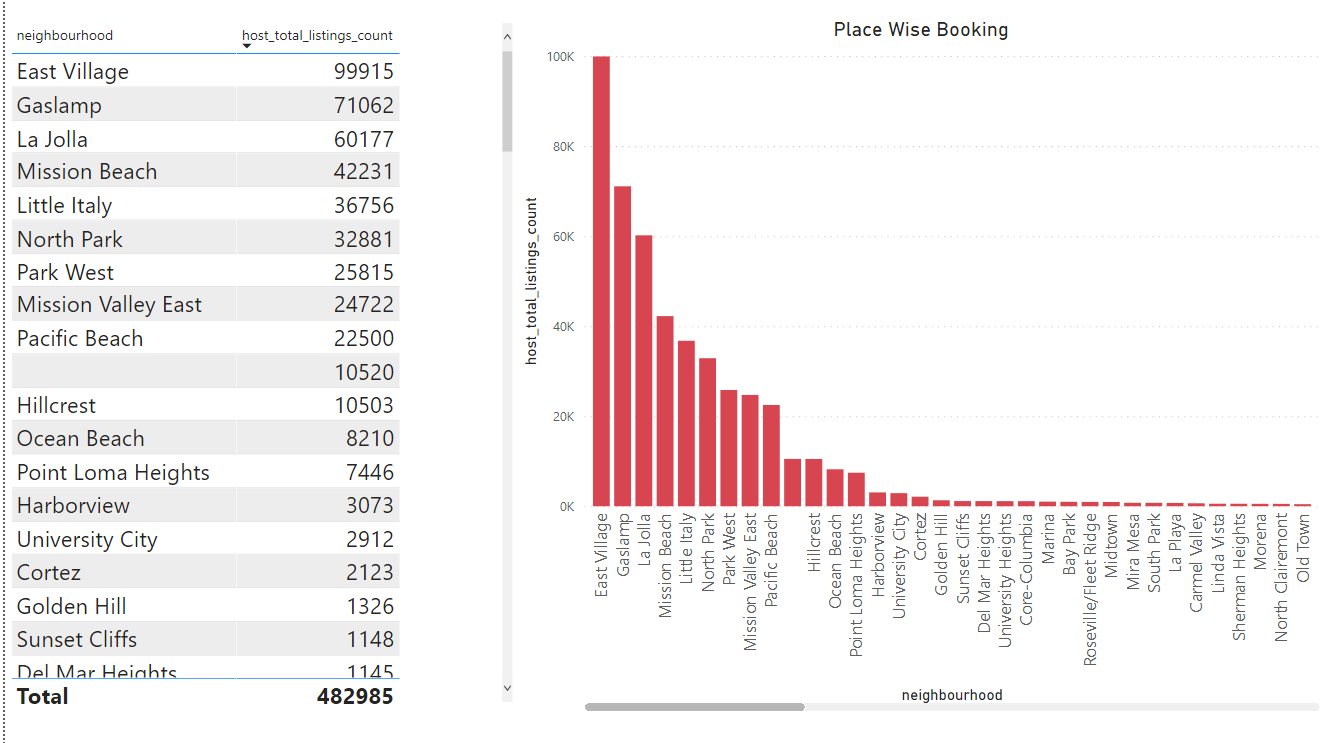 neighbourhood host_total_listings_count
East Village 99915
Gaslamp 71062
La Jolla 60177
Mission Beach 42231
Little Italy 36756
North Park 32881
Park West 25815
Mission Valley East 24722
Pacific Beach 22500
10520
Hillcrest 10503
Ocean Beach 8210
Point Loma Heights 7446
Harborview 3073
University City 2912
Cortez 2123
Golden Hill 1326
Sunset Cliffs 1148
Del Mar Heights 1145
Total 482985
Place Wise Booking
host_total_listings_count
100K
80K
60K
40K
20K
0K
East Village
Gaslamp
La Jolla
Mission Beach
Little Italy
North Park
Park West
Mission Valley East
Pacific Beach
Hillcrest
Ocean Beach
Point Loma Heights
Harborview
University City
Cortez
Golden Hill
Sunset Cliffs
Del Mar Heights
University Heights
Core-Columbia
Marina
Bay Park
Roseville/Fleet Ridge
Midtown
Mira Mesa
South Park
La Playa
Carmel Valley
Linda Vista
Sherman Heights
Morena
North Clairemont
Old Town
neighbourhood